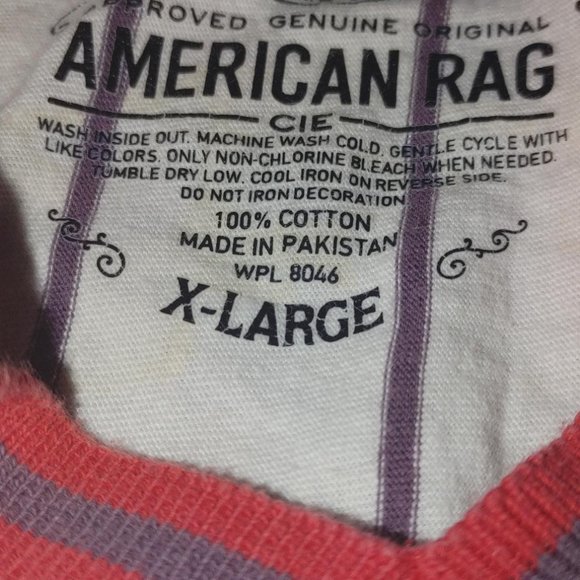 GENUINE ORIGINAL
AMERICAN RAG
CIE
WASH INSIDE OUT. MACHINE WASH COLD. GENTLE CYCLE WITH
LIKE COLORS. ONLY NON-CHLORINE BLEACH WHEN NEEDED.
TUMBLE DRY LOW. COOL IRON ON REVERSE SIDE.
DO NOT IRON DECORATION
100% COTTON
MADE IN PAKISTAN
WPL 8046
X-LARGE